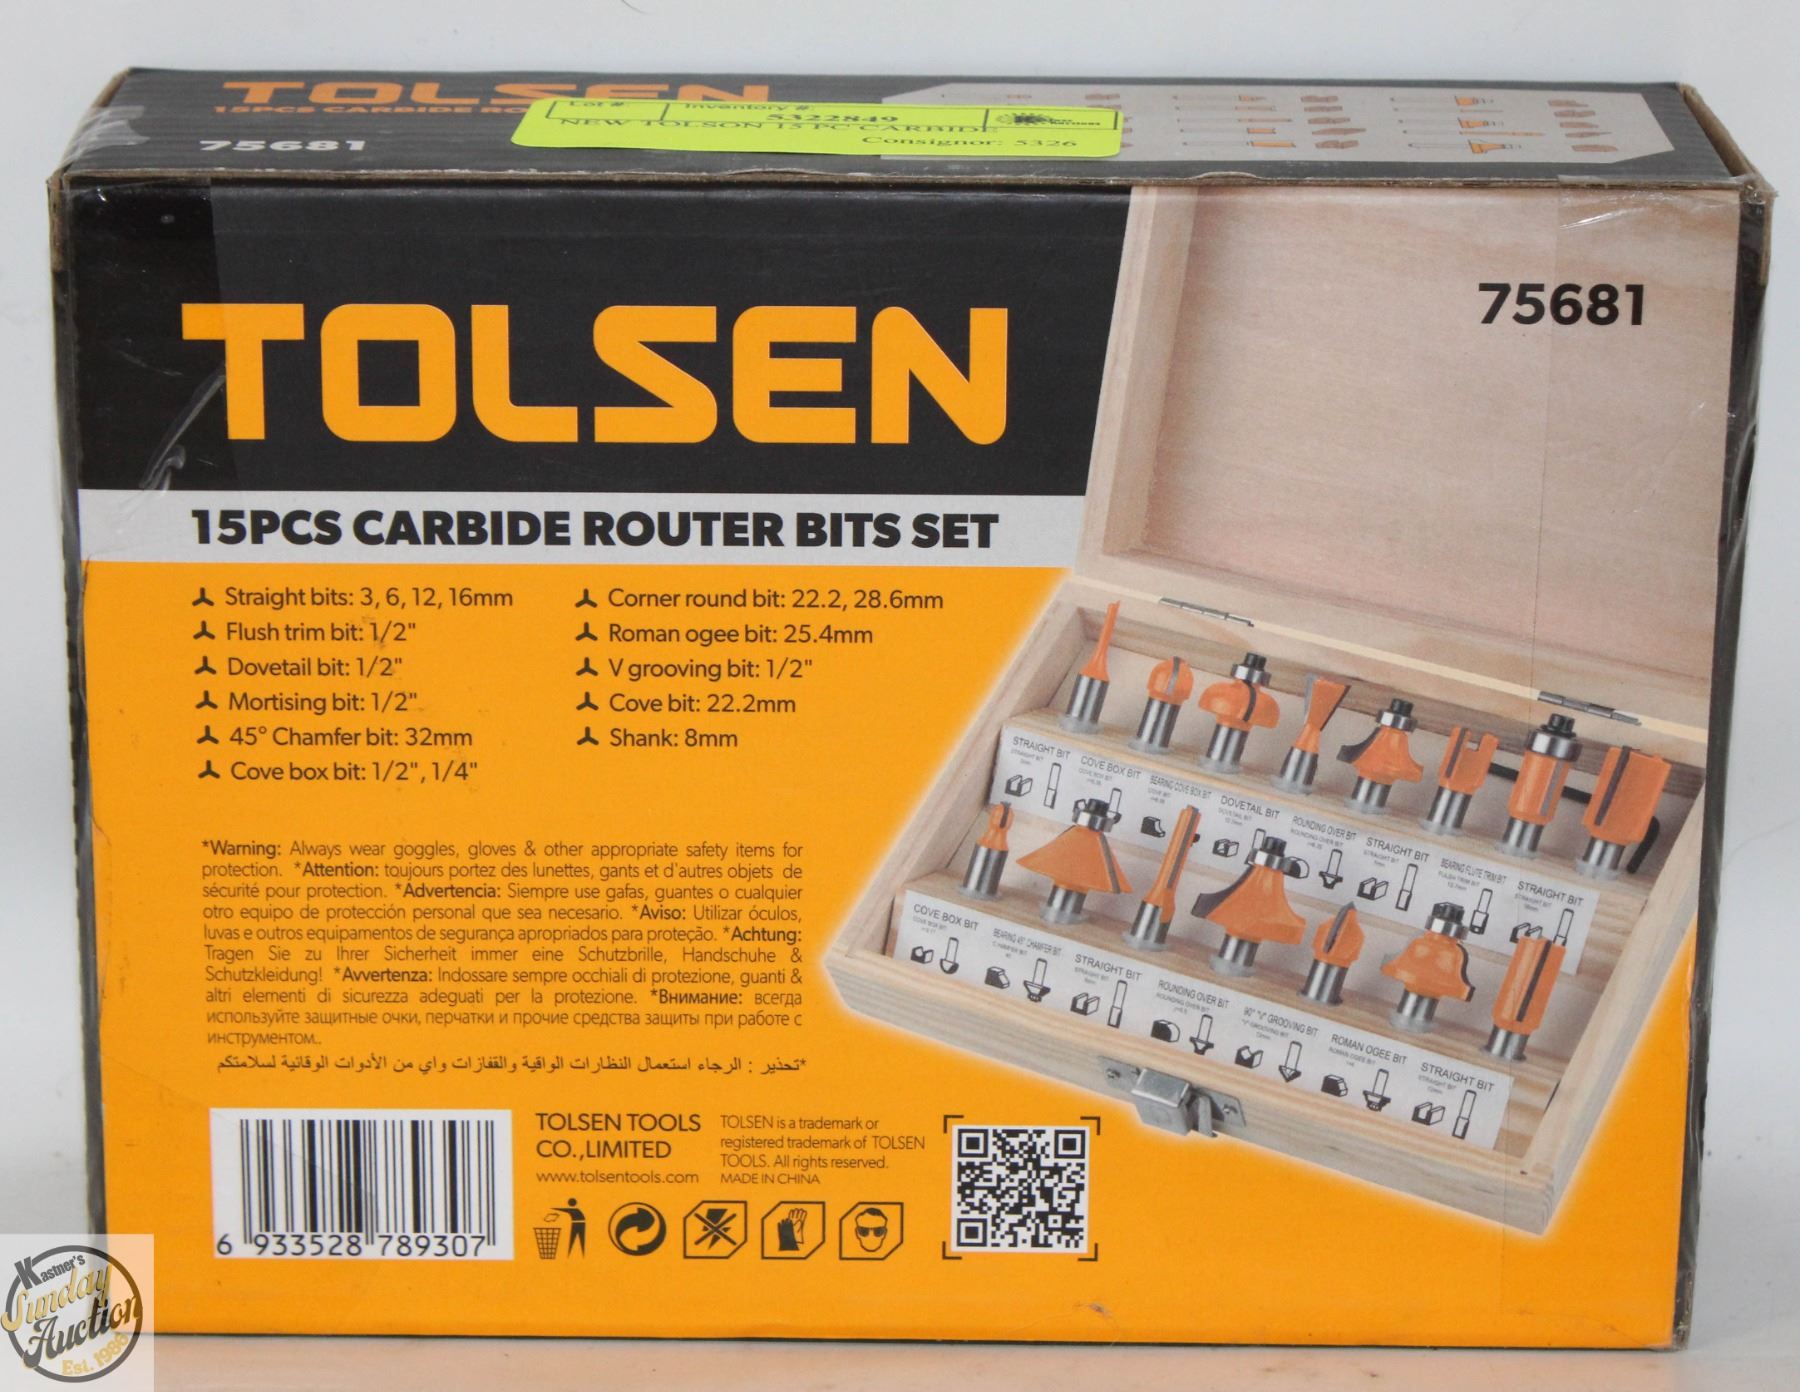 TOLSEN
15PCS CARBIDE RO
75681
Lot #: Inventory #:
5322849
NEW TOLSON 15 PC CARBIDE
Consignor: 5326
TOLSEN
75681
15PCS CARBIDE ROUTER BITS SET
Straight bits: 3, 6, 12, 16mm
Flush trim bit: 1/2"
Dovetail bit: 1/2"
Mortising bit: 1/2"
45° Chamfer bit: 32mm
Cove box bit: 1/2", 1/4"
Corner round bit: 22.2, 28.6mm
Roman ogee bit: 25.4mm
V grooving bit: 1/2"
Cove bit: 22.2mm
Shank: 8mm
STRAIGHT BIT
COVE BOX BIT
BEARING COVE BOX BIT
DOVETAIL BIT
ROUNDING OVER BIT
STRAIGHT BIT
BEARING FLUTE TRIM BIT
STRAIGHT BIT
COVE BOX BIT
BEARING 45° CHAMFER BIT
STRAIGHT BIT
ROUNDING OVER BIT
90° "V" GROOVING BIT
ROMAN OGEE BIT
STRAIGHT BIT
*Warning: Always wear goggles, gloves & other appropriate safety items for
protection. *Attention: toujours portez des lunettes, gants et d'autres objets de
sécurité pour protection. *Advertencia: Siempre use gafas, guantes o cualquier
otro equipo de protección personal que sea necesario. *Aviso: Utilizar óculos,
luvas e outros equipamentos de segurança apropriados para proteção. *Achtung:
Tragen Sie zu Ihrer Sicherheit immer eine Schutzbrille, Handschuhe &
Schutzkleidung! *Avvertenza: Indossare sempre occhiali di protezione, guanti &
altri elementi di sicurezza adeguati per la protezione. *Внимание: всегда
используйте защитные очки, перчатки и прочие средства защиты при работе с
инструментом..
*تحذير : الرجاء استعمال النظارات الواقية والقفازات واي من الأدوات الوقائية لسلامتكم
6 933528 789307
TOLSEN TOOLS
CO.,LIMITED
www.tolsentools.com
TOLSEN is a trademark or
registered trademark of TOLSEN
TOOLS. All rights reserved.
MADE IN CHINA
Kastner's
Sunday
Auction
Est. 1986